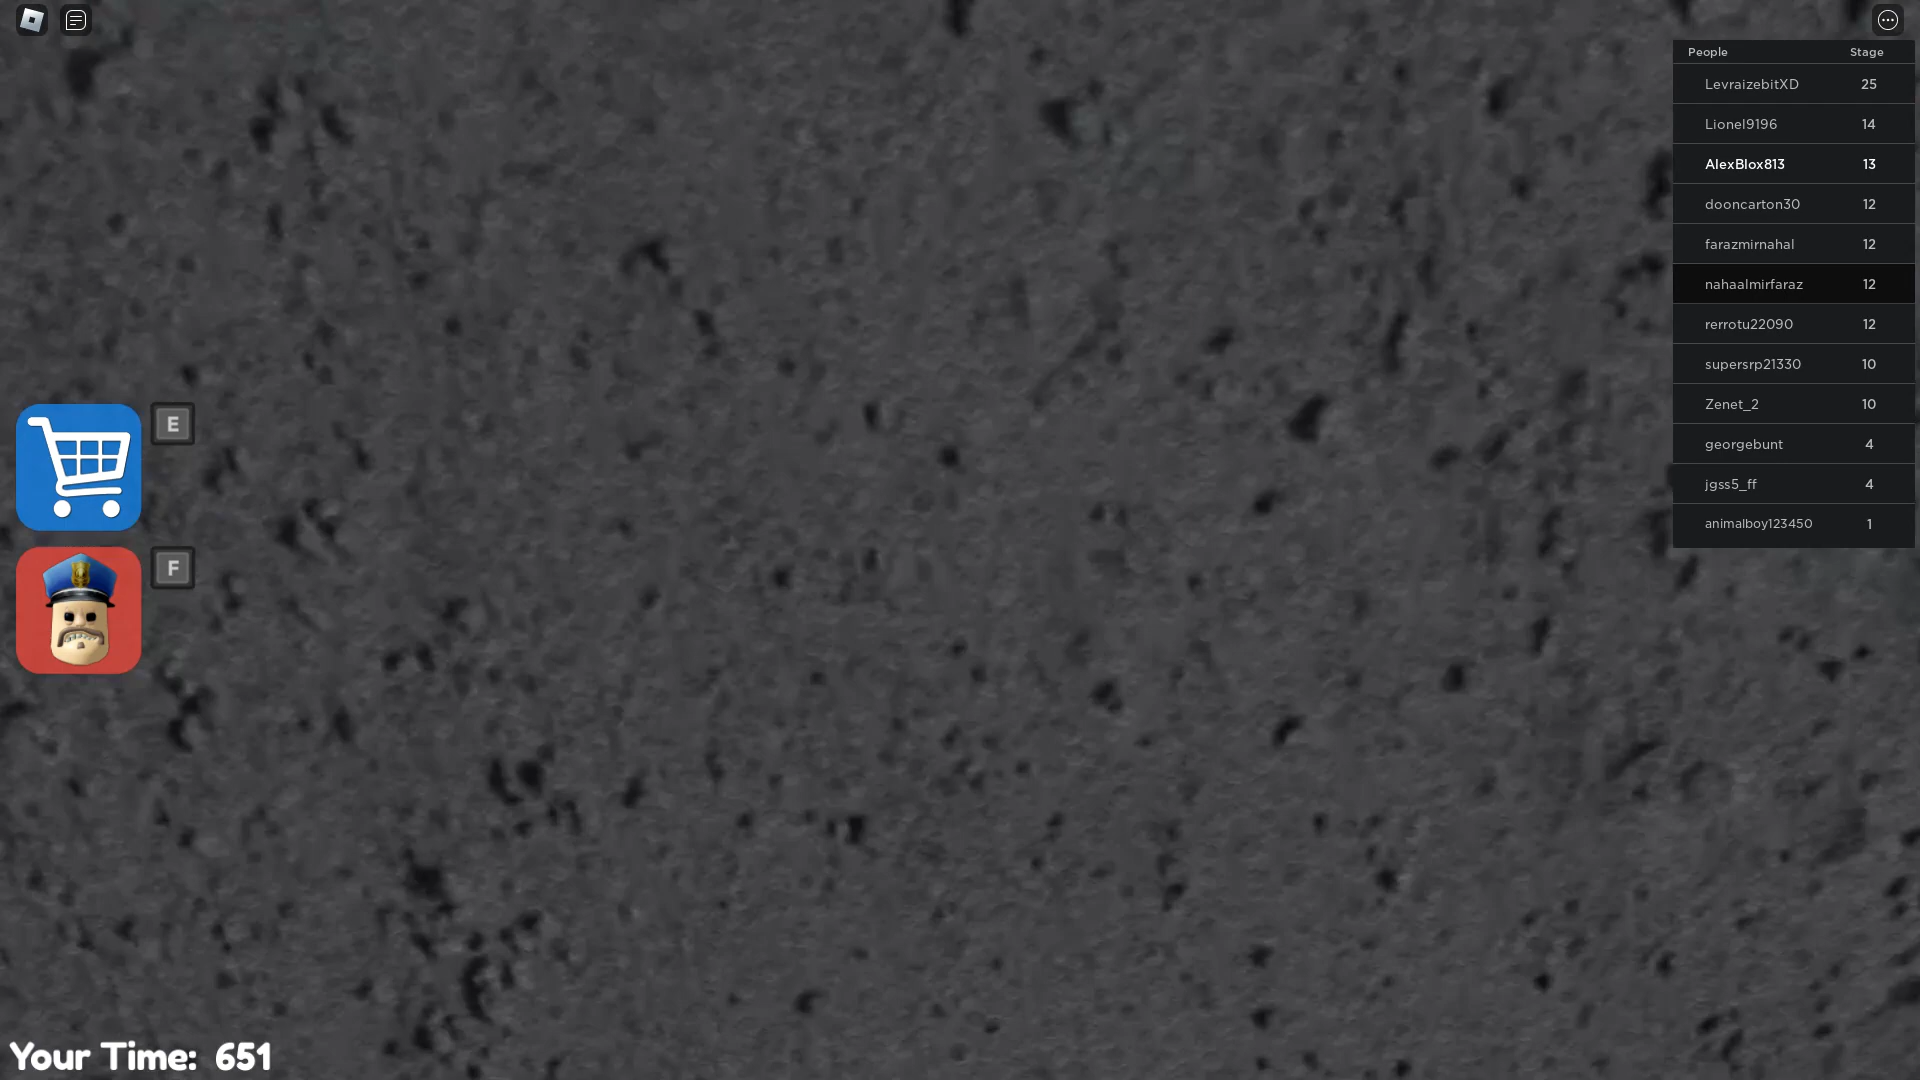 People Stage
LevraizebitXD 25
Lionel9196 14
AlexBlox813 13
dooncarton30 12
farazmirnahal 12
nahaalmirfaraz 12
rerrotu22090 12
supersrp21330 10
Zenet_2 10
georgebunt 4
jgss5_ff 4
animalboy123450 1
E
F
Your Time: 651